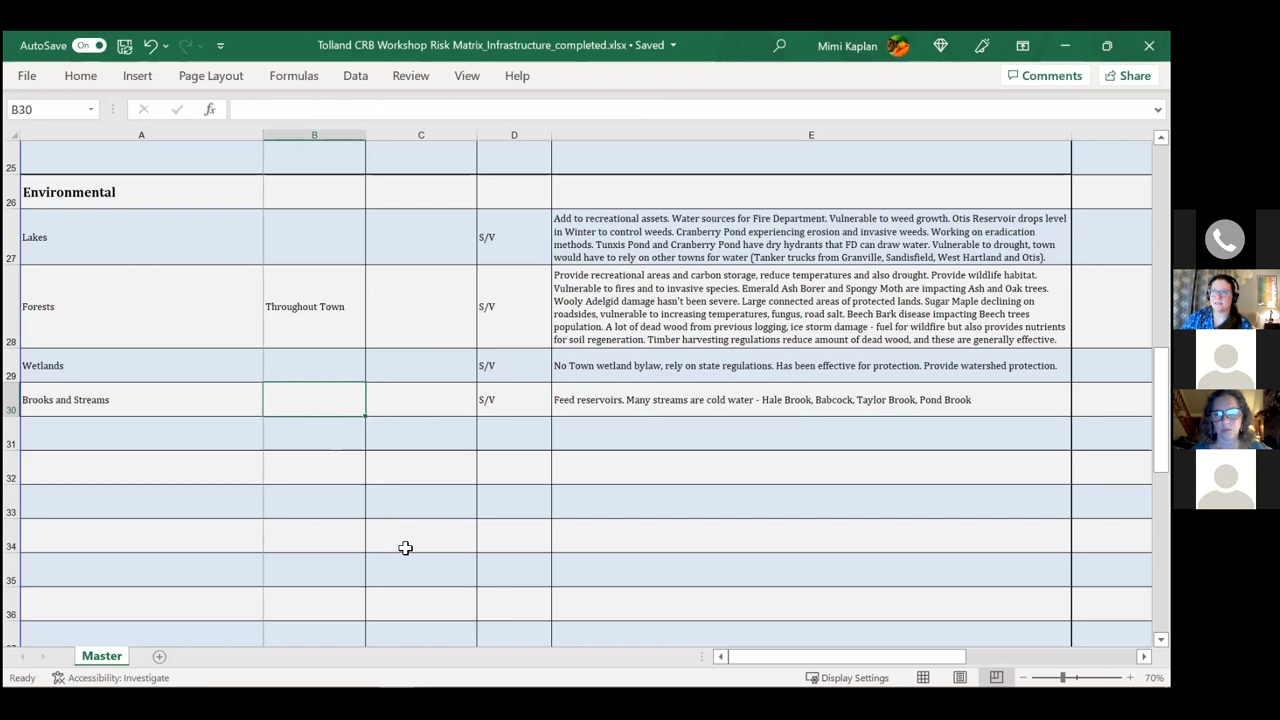 AutoSave On Tolland CRB Workshop Risk Matrix_Infrastructure_completed.xlsx • Saved Mimi Kaplan
File Home Insert Page Layout Formulas Data Review View Help Comments Share
B30 fx
A B C D E
25
26 Environmental
27 Lakes S/V
Add to recreational assets. Water sources for Fire Department. Vulnerable to weed growth. Otis Reservoir drops level
in Winter to control weeds. Cranberry Pond experiencing erosion and invasive weeds. Working on eradication
methods. Tunxis Pond and Cranberry Pond have dry hydrants that FD can draw water. Vulnerable to drought, town
would have to rely on other towns for water (Tanker trucks from Granville, Sandisfield, West Hartland and Otis).
28 Forests Throughout Town S/V
Provide recreational areas and carbon storage, reduce temperatures and also drought. Provide wildlife habitat.
Vulnerable to fires and to invasive species. Emerald Ash Borer and Spongy Moth are impacting Ash and Oak trees.
Wooly Adelgid damage hasn't been severe. Large connected areas of protected lands. Sugar Maple declining on
roadsides, vulnerable to increasing temperatures, fungus, road salt. Beech Bark disease impacting Beech trees
population. A lot of dead wood from previous logging, ice storm damage - fuel for wildfire but also provides nutrients
for soil regeneration. Timber harvesting regulations reduce amount of dead wood, and these are generally effective.
29 Wetlands S/V No Town wetland bylaw, rely on state regulations. Has been effective for protection. Provide watershed protection.
30 Brooks and Streams S/V Feed reservoirs. Many streams are cold water - Hale Brook, Babcock, Taylor Brook, Pond Brook
31
32
33
34
35
36
Master
Ready Accessibility: Investigate Display Settings 70%